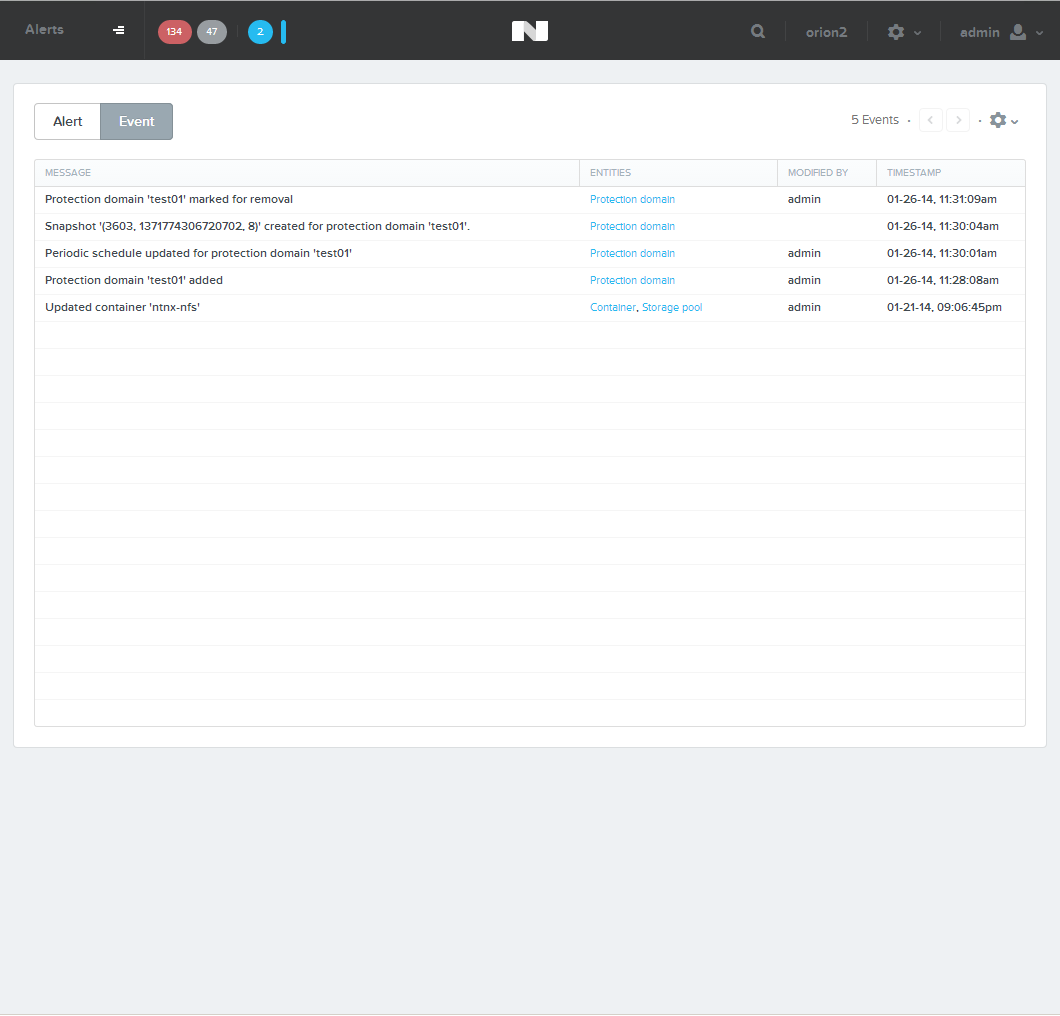 Alerts 134 47 2 orion2 admin
Alert Event 5 Events
MESSAGE ENTITIES MODIFIED BY TIMESTAMP
Protection domain 'test01' marked for removal Protection domain admin 01-26-14, 11:31:09am
Snapshot '(3603, 1371774306720702, 8)' created for protection domain 'test01'. Protection domain 01-26-14, 11:30:04am
Periodic schedule updated for protection domain 'test01' Protection domain admin 01-26-14, 11:30:01am
Protection domain 'test01' added Protection domain admin 01-26-14, 11:28:08am
Updated container 'ntnx-nfs' Container, Storage pool admin 01-21-14, 09:06:45pm